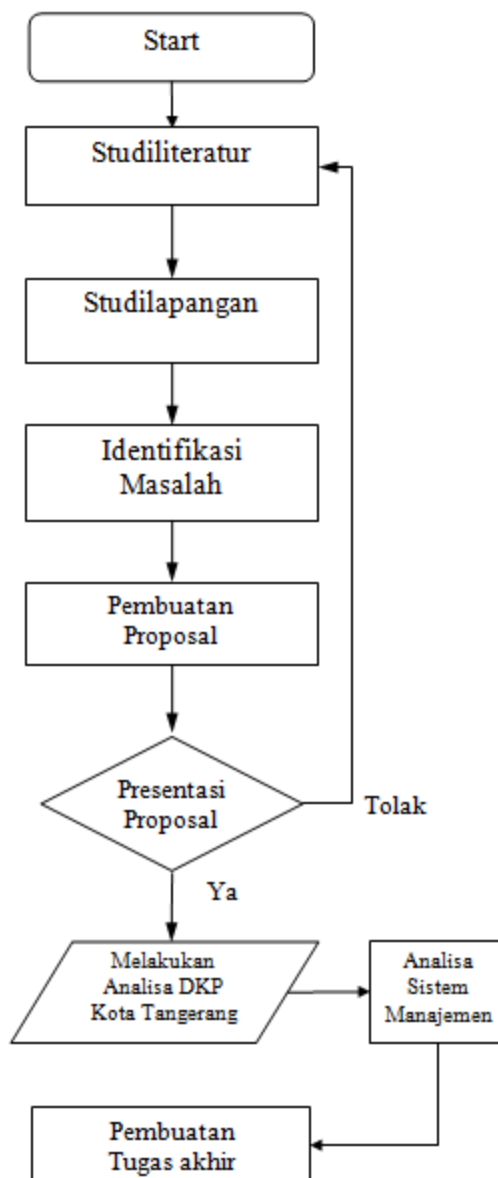 Start
Studiliteratur
Studilapangan
Identifikasi
Masalah
Pembuatan
Proposal
Presentasi
Proposal
Tolak
Ya
Melakukan
Analisa DKP
Kota Tangerang
Analisa
Sistem
Manajemen
Pembuatan
Tugas akhir